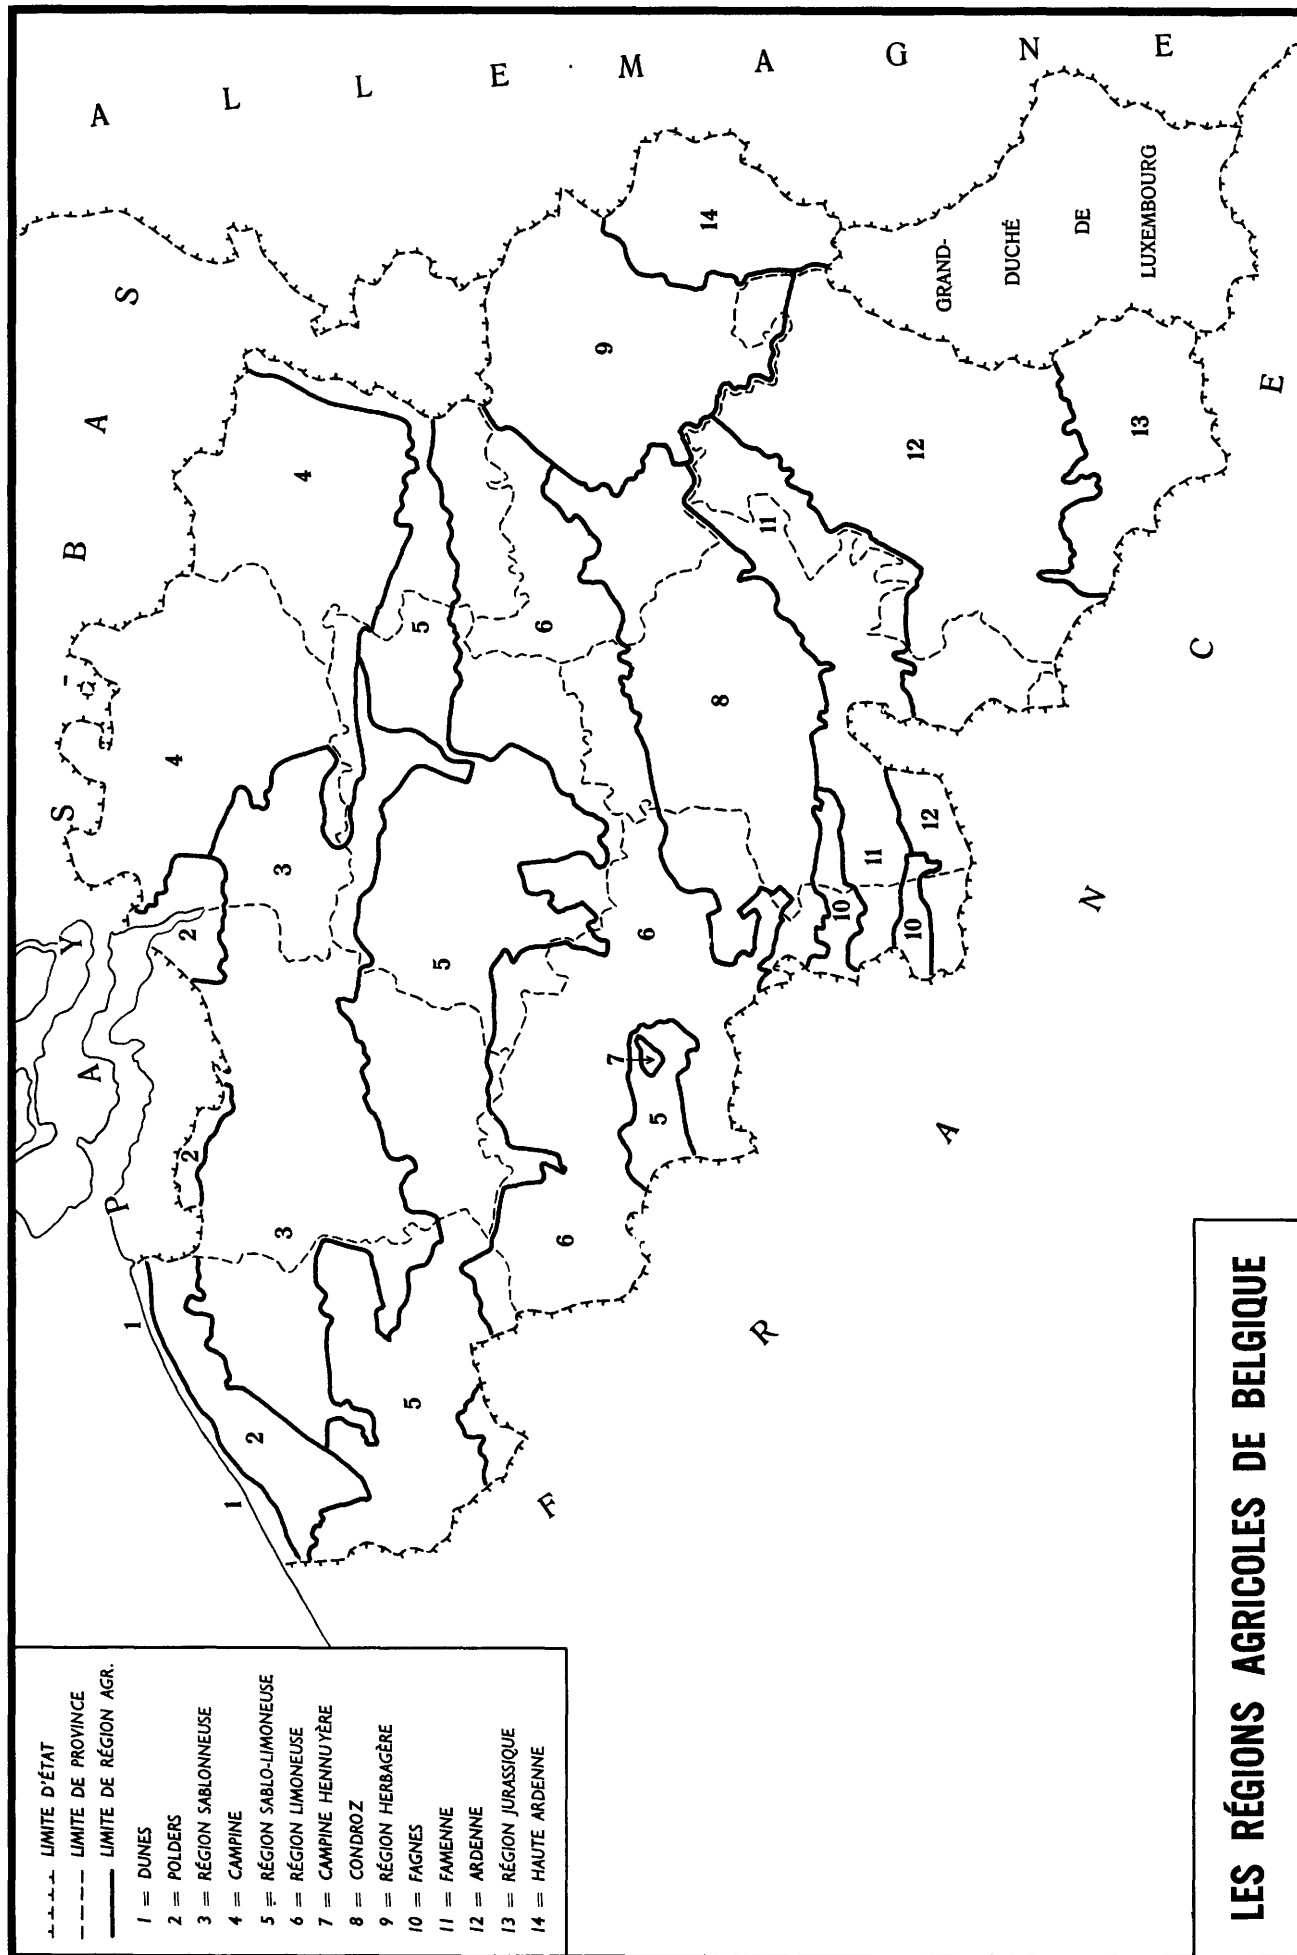 LIMITE D'ÉTAT
LIMITE DE PROVINCE
LIMITE DE RÉGION AGR.
1 = DUNES
2 = POLDERS
3 = RÉGION SABLONNEUSE
4 = CAMPINE
5 = RÉGION SABLO-LIMONEUSE
6 = RÉGION LIMONEUSE
7 = CAMPINE HENNUYÈRE
8 = CONDROZ
9 = RÉGION HERBAGÈRE
10 = FAGNES
11 = FAMENNE
12 = ARDENNE
13 = RÉGION JURASSIQUE
14 = HAUTE ARDENNE
PAYS-BAS
ALLEMAGNE
FRANCE
GRAND-
DUCHÉ
DE
LUXEMBOURG
1
1
2
2
2
3
3
4
4
5
5
5
5
6
6
6
7
8
9
10
10
11
11
12
12
13
14
LES RÉGIONS AGRICOLES DE BELGIQUE